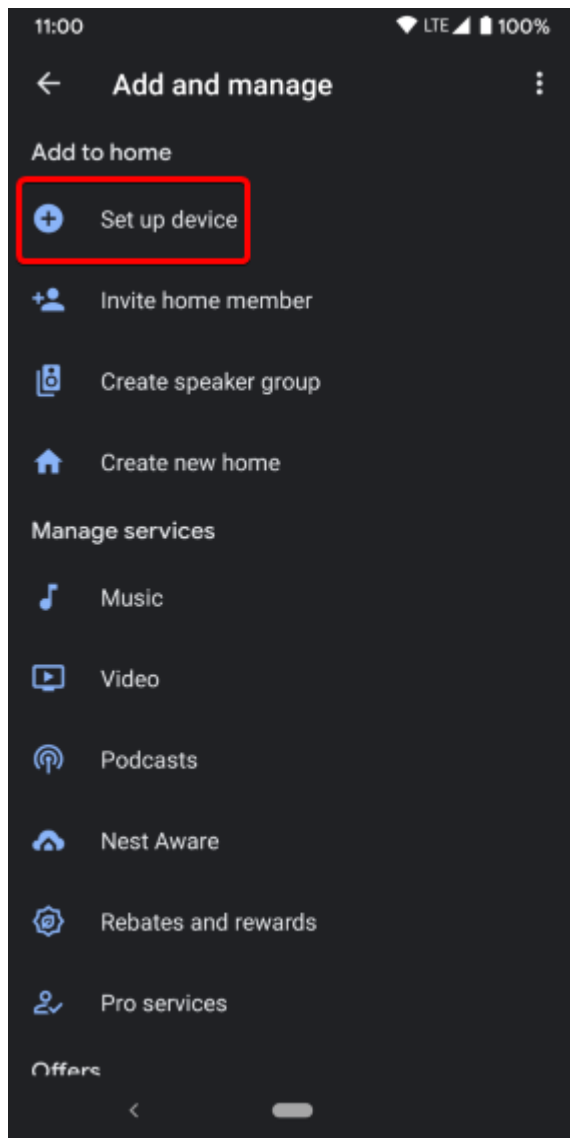 11:00 LTE 100%
Add and manage
Add to home
Set up device
Invite home member
Create speaker group
Create new home
Manage services
Music
Video
Podcasts
Nest Aware
Rebates and rewards
Pro services
Offers